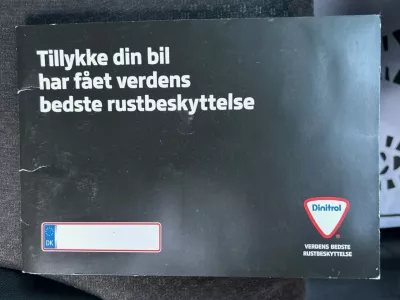 Tillykke din bil
har fået verdens
bedste rustbeskyttelse
Dinitrol
®
DK
VERDENS BEDSTE
RUSTBESKYTTELSE